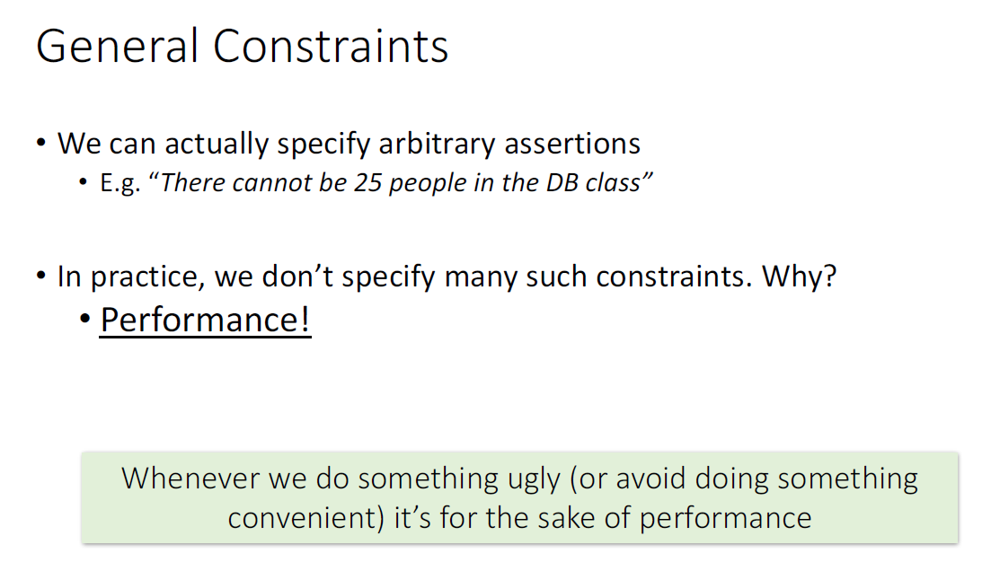 General Constraints
• We can actually specify arbitrary assertions
• E.g. “There cannot be 25 people in the DB class”
• In practice, we don’t specify many such constraints. Why?
• Performance!
Whenever we do something ugly (or avoid doing something
convenient) it’s for the sake of performance